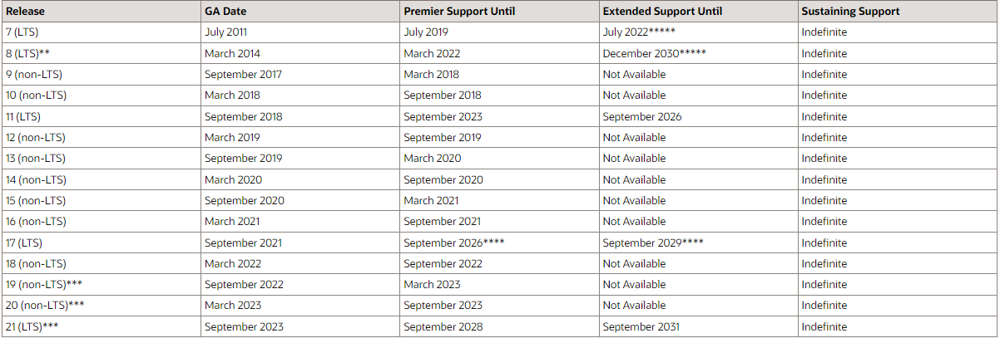 Release GA Date Premier Support Until Extended Support Until Sustaining Support
7 (LTS) July 2011 July 2019 July 2022***** Indefinite
8 (LTS)** March 2014 March 2022 December 2030***** Indefinite
9 (non-LTS) September 2017 March 2018 Not Available Indefinite
10 (non-LTS) March 2018 September 2018 Not Available Indefinite
11 (LTS) September 2018 September 2023 September 2026 Indefinite
12 (non-LTS) March 2019 September 2019 Not Available Indefinite
13 (non-LTS) September 2019 March 2020 Not Available Indefinite
14 (non-LTS) March 2020 September 2020 Not Available Indefinite
15 (non-LTS) September 2020 March 2021 Not Available Indefinite
16 (non-LTS) March 2021 September 2021 Not Available Indefinite
17 (LTS) September 2021 September 2026**** September 2029**** Indefinite
18 (non-LTS) March 2022 September 2022 Not Available Indefinite
19 (non-LTS)*** September 2022 March 2023 Not Available Indefinite
20 (non-LTS)*** March 2023 September 2023 Not Available Indefinite
21 (LTS)*** September 2023 September 2028 September 2031 Indefinite